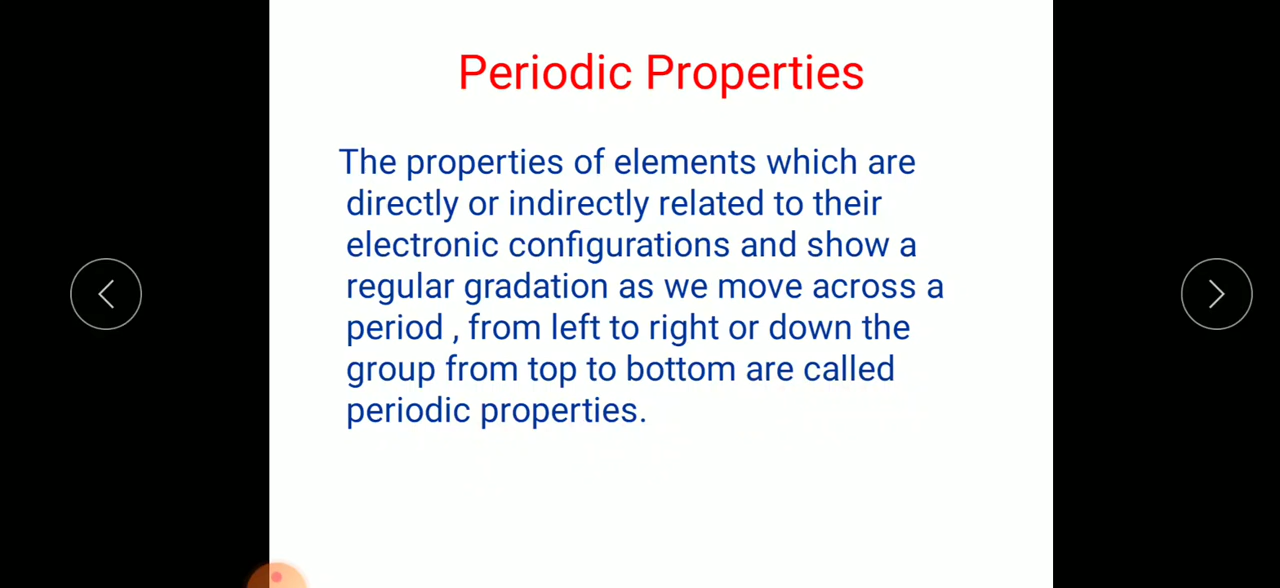 Periodic Properties
The properties of elements which are
directly or indirectly related to their
electronic configurations and show a
regular gradation as we move across a
period , from left to right or down the
group from top to bottom are called
periodic properties.